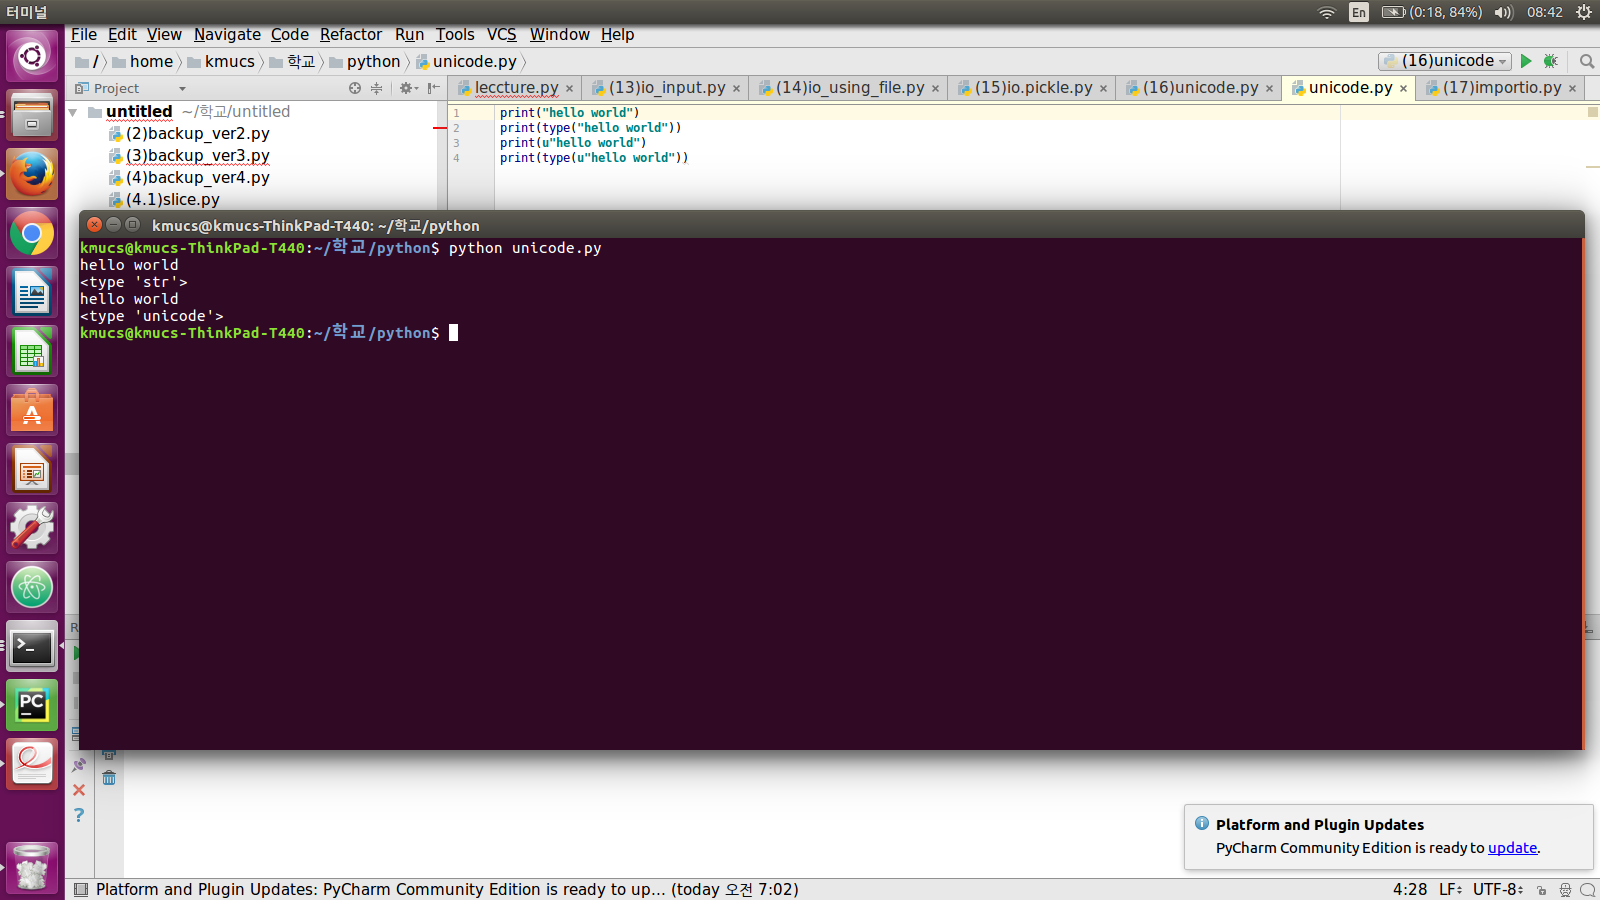 터미널
En
(0:18, 84%)
08:42
File Edit View Navigate Code Refactor Run Tools VCS Window Help
/ home kmucs 학교 python unicode.py
(16)unicode
Project
leccture.py
(13)io_input.py
(14)io_using_file.py
(15)io.pickle.py
(16)unicode.py
unicode.py
(17)importio.py
untitled ~/학교/untitled
(2)backup_ver2.py
(3)backup_ver3.py
(4)backup_ver4.py
(4.1)slice.py
1 print("hello world")
2 print(type("hello world"))
3 print(u"hello world")
4 print(type(u"hello world"))
kmucs@kmucs-ThinkPad-T440: ~/학교/python
kmucs@kmucs-ThinkPad-T440:~/학교/python$ python unicode.py
hello world
<type 'str'>
hello world
<type 'unicode'>
kmucs@kmucs-ThinkPad-T440:~/학교/python$
R
PC
Platform and Plugin Updates
PyCharm Community Edition is ready to update.
Platform and Plugin Updates: PyCharm Community Edition is ready to up... (today 오전 7:02)
4:28 LF UTF-8